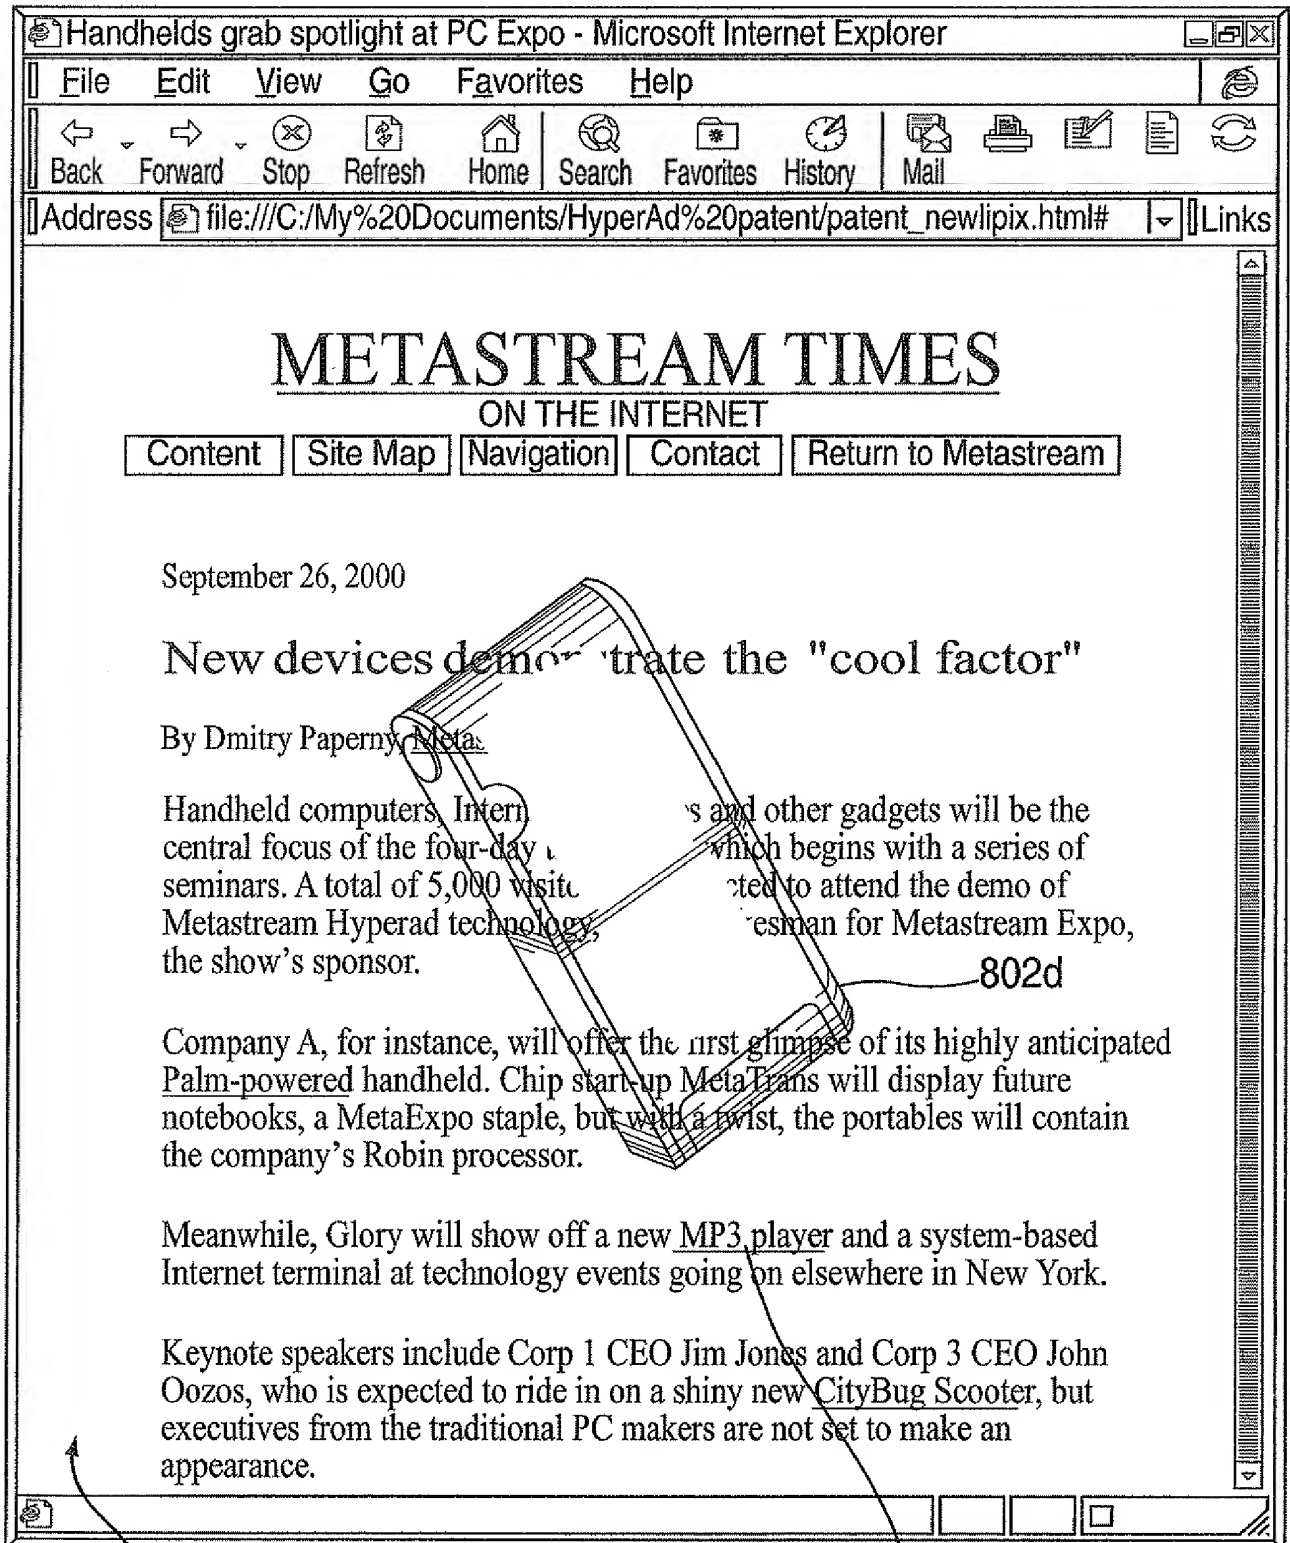 Handhelds grab spotlight at PC Expo - Microsoft Internet Explorer
File Edit View Go Favorites Help
Back Forward Stop Refresh Home Search Favorites History Mail
Address file:///C:/My%20Documents/HyperAd%20patent/patent_newlipix.html# Links
METASTREAM TIMES
ON THE INTERNET
Content Site Map Navigation Contact Return to Metastream
September 26, 2000
New devices the "cool factor"
By Dmitry Paperny,
Handheld computers, and other gadgets will be the
central focus of the four-day which begins with a series of
seminars. A total of 5,000 to attend the demo of
Metastream Hyperad technology, for Metastream Expo,
the show's sponsor.
802d
Company A, for instance, will offer the first glimpse of its highly anticipated
Palm-powered handheld. Chip start-up MetaTrans will display future
notebooks, a MetaExpo staple, but with a twist, the portables will contain
the company's Robin processor.
Meanwhile, Glory will show off a new MP3 player and a system-based
Internet terminal at technology events going on elsewhere in New York.
Keynote speakers include Corp 1 CEO Jim Jones and Corp 3 CEO John
Oozos, who is expected to ride in on a shiny new CityBug Scooter, but
executives from the traditional PC makers are not set to make an
appearance.